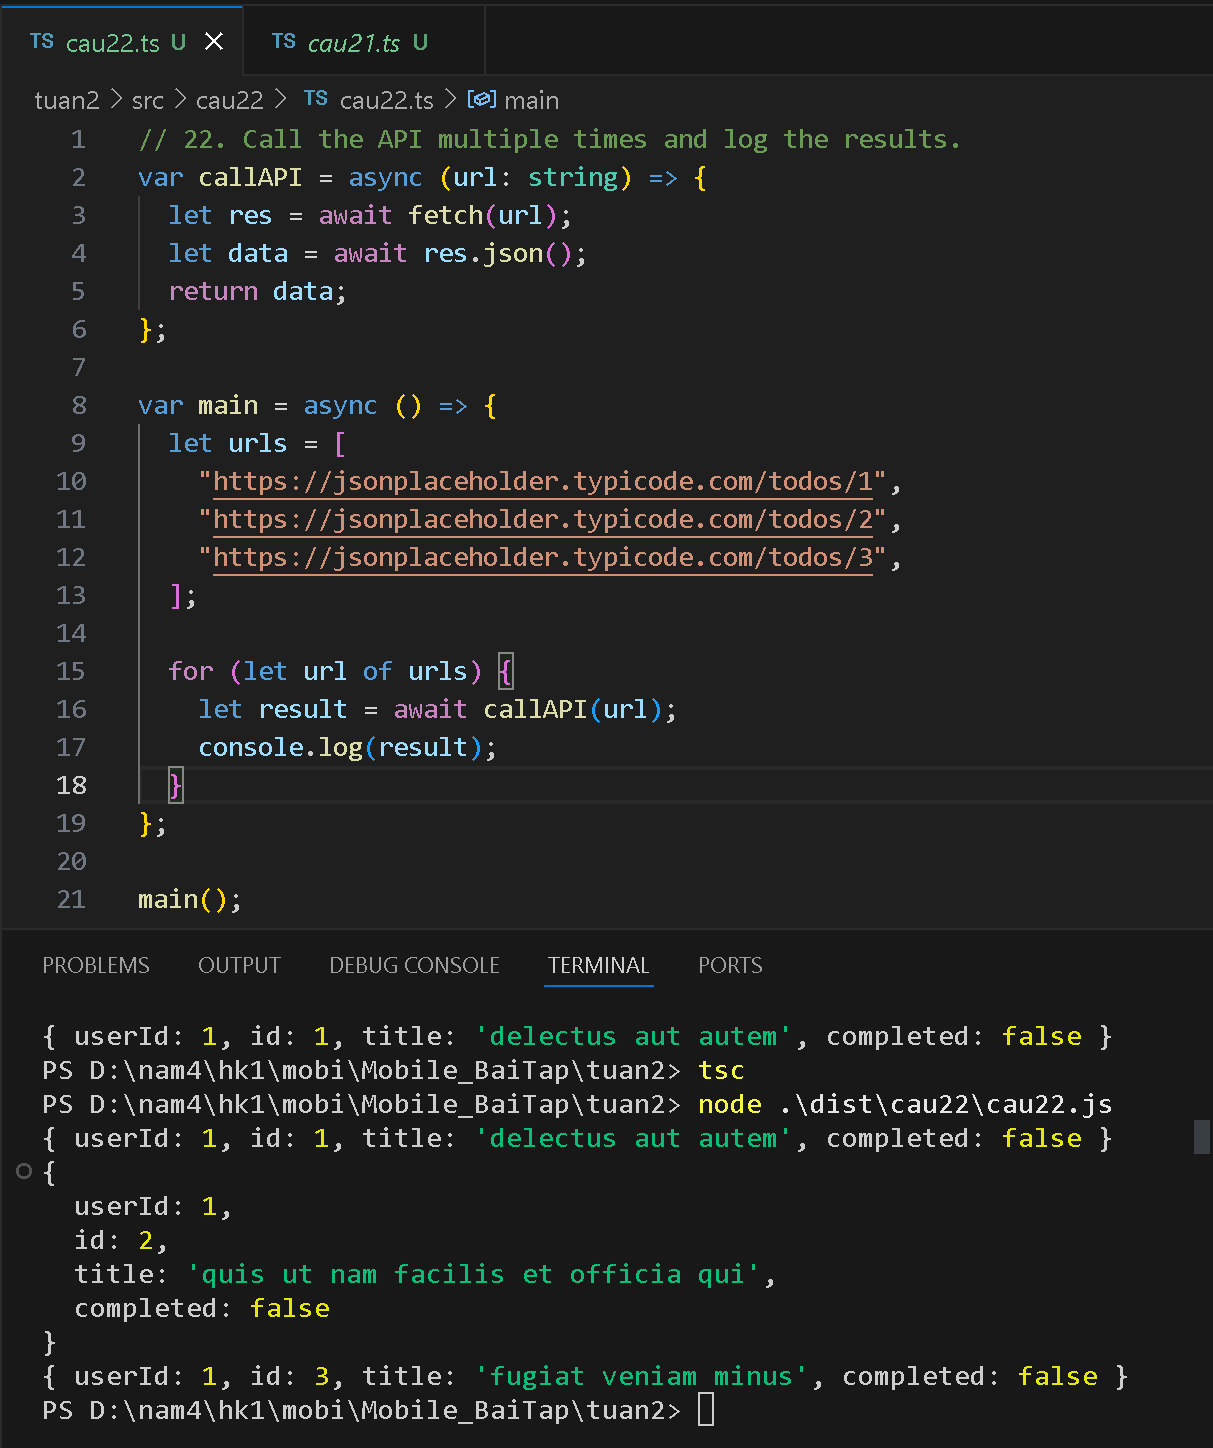 TS cau22.ts U × TS cau21.ts U
tuan2 > src > cau22 > TS cau22.ts > main
1 // 22. Call the API multiple times and log the results.
2 var callAPI = async (url: string) => {
3   let res = await fetch(url);
4   let data = await res.json();
5   return data;
6 };
7
8 var main = async () => {
9   let urls = [
10     "https://jsonplaceholder.typicode.com/todos/1",
11     "https://jsonplaceholder.typicode.com/todos/2",
12     "https://jsonplaceholder.typicode.com/todos/3",
13   ];
14
15   for (let url of urls) {
16     let result = await callAPI(url);
17     console.log(result);
18   }
19 };
20
21 main();
PROBLEMS OUTPUT DEBUG CONSOLE TERMINAL PORTS
{ userId: 1, id: 1, title: 'delectus aut autem', completed: false }
PS D:\nam4\hk1\mobi\Mobile_BaiTap\tuan2> tsc
PS D:\nam4\hk1\mobi\Mobile_BaiTap\tuan2> node .\dist\cau22\cau22.js
{ userId: 1, id: 1, title: 'delectus aut autem', completed: false }
{
  userId: 1,
  id: 2,
  title: 'quis ut nam facilis et officia qui',
  completed: false
}
{ userId: 1, id: 3, title: 'fugiat veniam minus', completed: false }
PS D:\nam4\hk1\mobi\Mobile_BaiTap\tuan2>